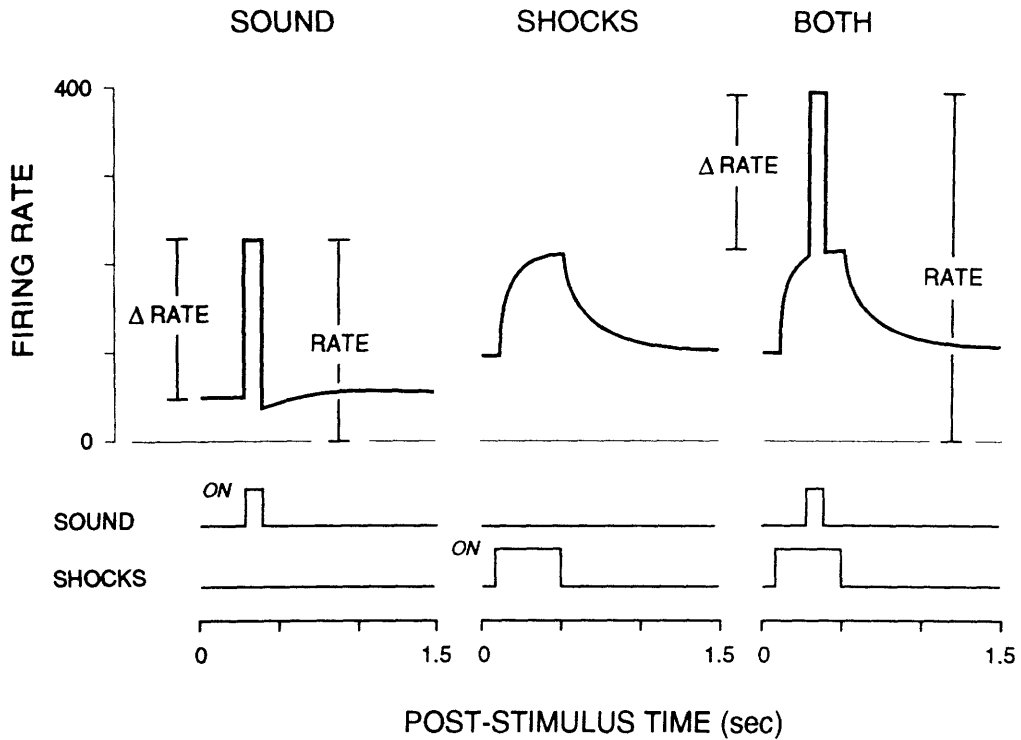 SOUND SHOCKS BOTH
400
FIRING RATE
Δ RATE
RATE
Δ RATE
RATE
0
ON
SOUND
ON
SHOCKS
0 1.5 0 1.5 0 1.5
POST-STIMULUS TIME (sec)